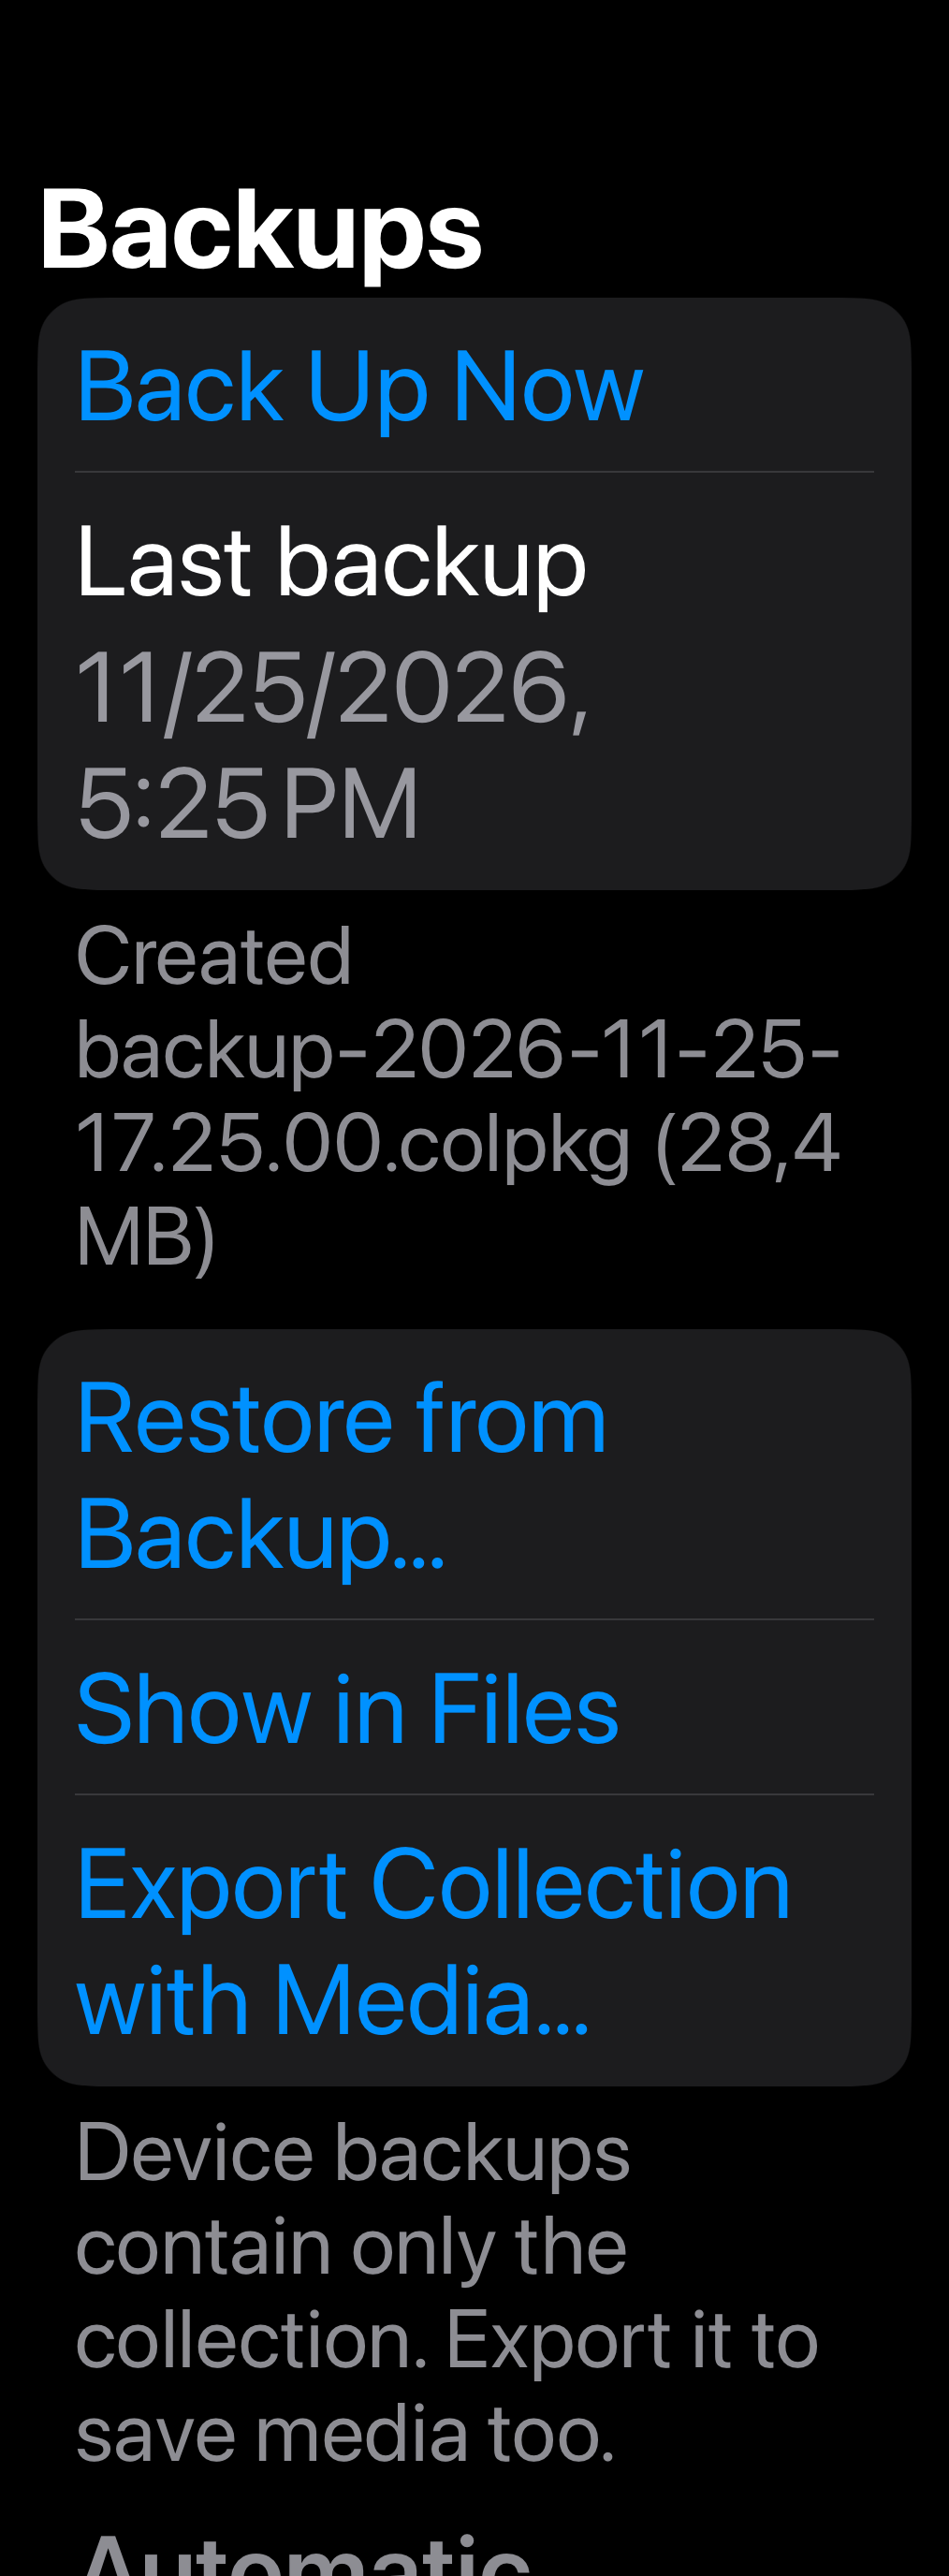 Backups
Back Up Now
Last backup
11/25/2026,
5:25 PM
Created
backup-2026-11-25-
17.25.00.colpkg (28,4
MB)
Restore from
Backup...
Show in Files
Export Collection
with Media...
Device backups
contain only the
collection. Export it to
save media too.
Automatic